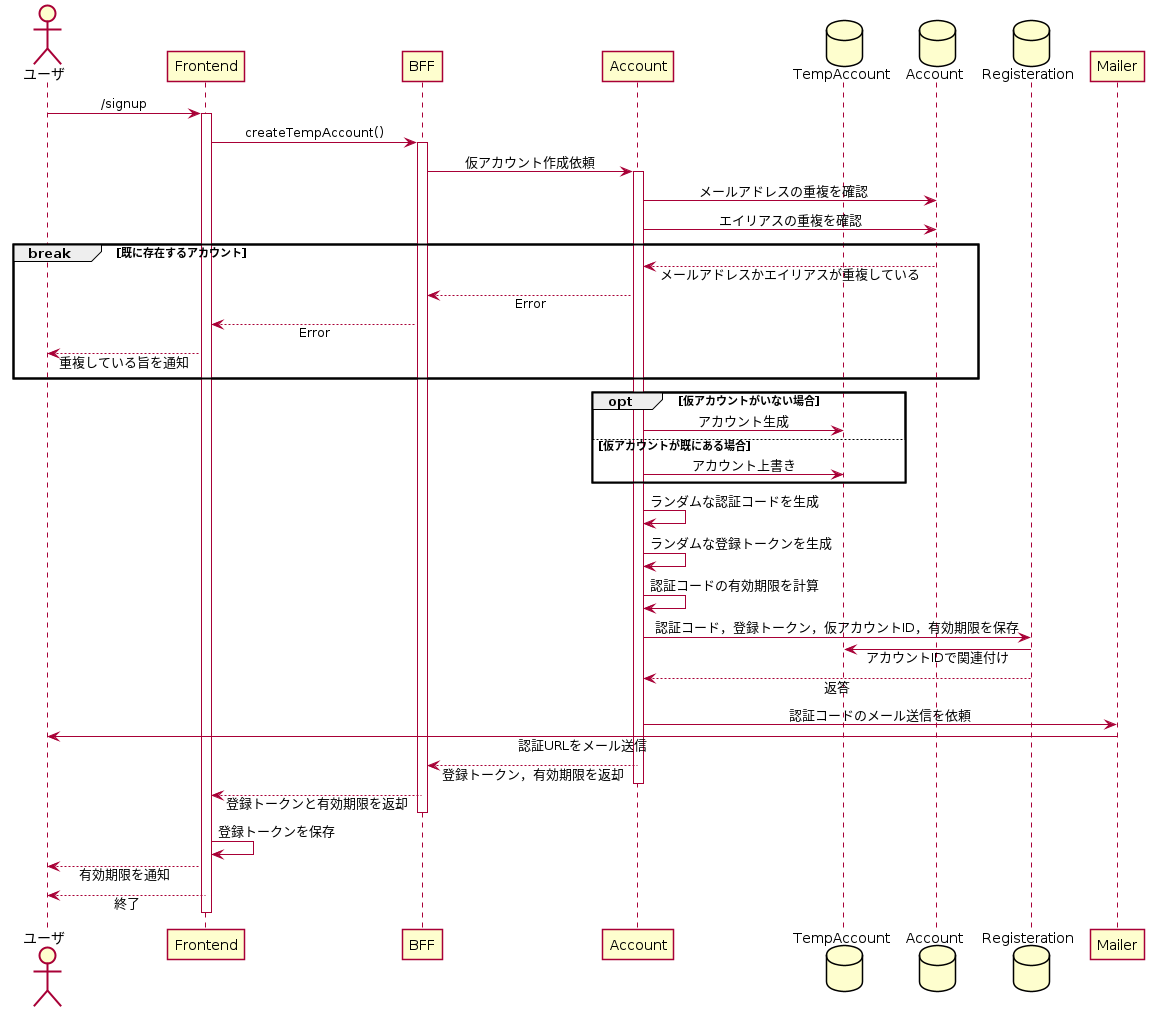 ユーザ
Frontend
BFF
Account
TempAccount
Account
Registeration
Mailer
/signup
createTempAccount()
仮アカウント作成依頼
メールアドレスの重複を確認
エイリアスの重複を確認
break
[既に存在するアカウント]
メールアドレスかエイリアスが重複している
Error
Error
重複している旨を通知
opt
[仮アカウントがいない場合]
アカウント生成
[仮アカウントが既にある場合]
アカウント上書き
ランダムな認証コードを生成
ランダムな登録トークンを生成
認証コードの有効期限を計算
認証コード，登録トークン，仮アカウントID，有効期限を保存
アカウントIDで関連付け
返答
認証コードのメール送信を依頼
認証URLをメール送信
登録トークン，有効期限を返却
登録トークンと有効期限を返却
登録トークンを保存
有効期限を通知
終了
ユーザ
Frontend
BFF
Account
TempAccount
Account
Registeration
Mailer